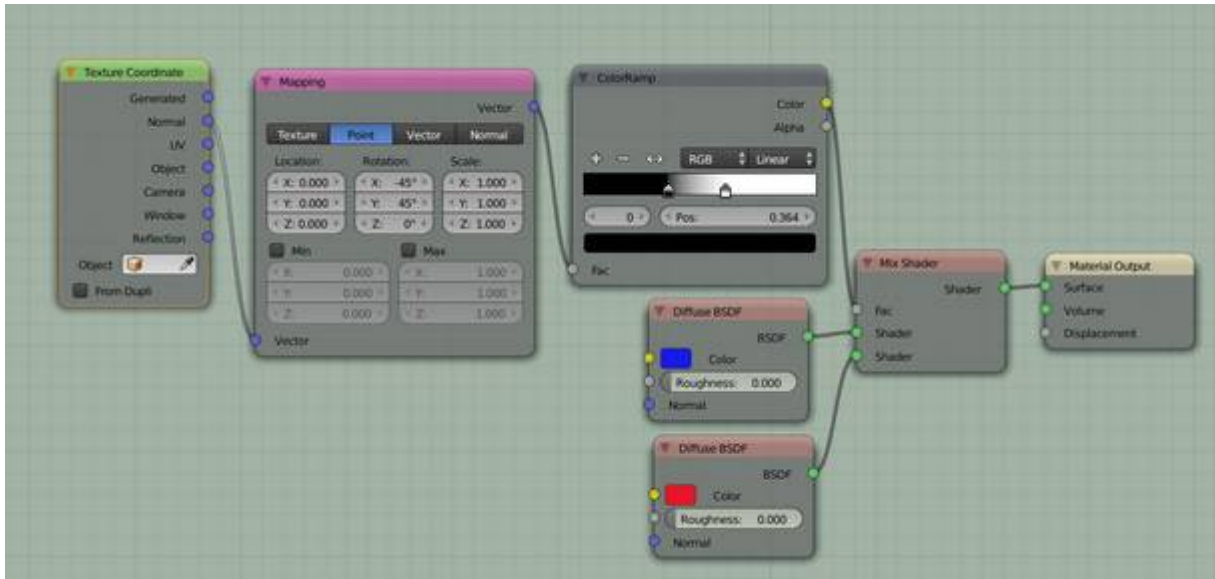 Texture Coordinate
Generated
Normal
UV
Object
Camera
Window
Reflection
Object
From Dupli
Mapping
Vector
Texture Point Vector Normal
Location: Rotation: Scale:
X: 0.000 X: -45° X: 1.000
Y: 0.000 Y: 45° Y: 1.000
Z: 0.000 Z: 0° Z: 1.000
Min Max
X: 0.000 X: 1.000
Y: 0.000 Y: 1.000
Z: 0.000 Z: 1.000
Vector
ColorRamp
Color
Alpha
RGB Linear
0 Pos: 0.364
Fac
Diffuse BSDF
BSDF
Color
Roughness: 0.000
Normal
Diffuse BSDF
BSDF
Color
Roughness: 0.000
Normal
Mix Shader
Shader
Fac
Shader
Shader
Material Output
Surface
Volume
Displacement